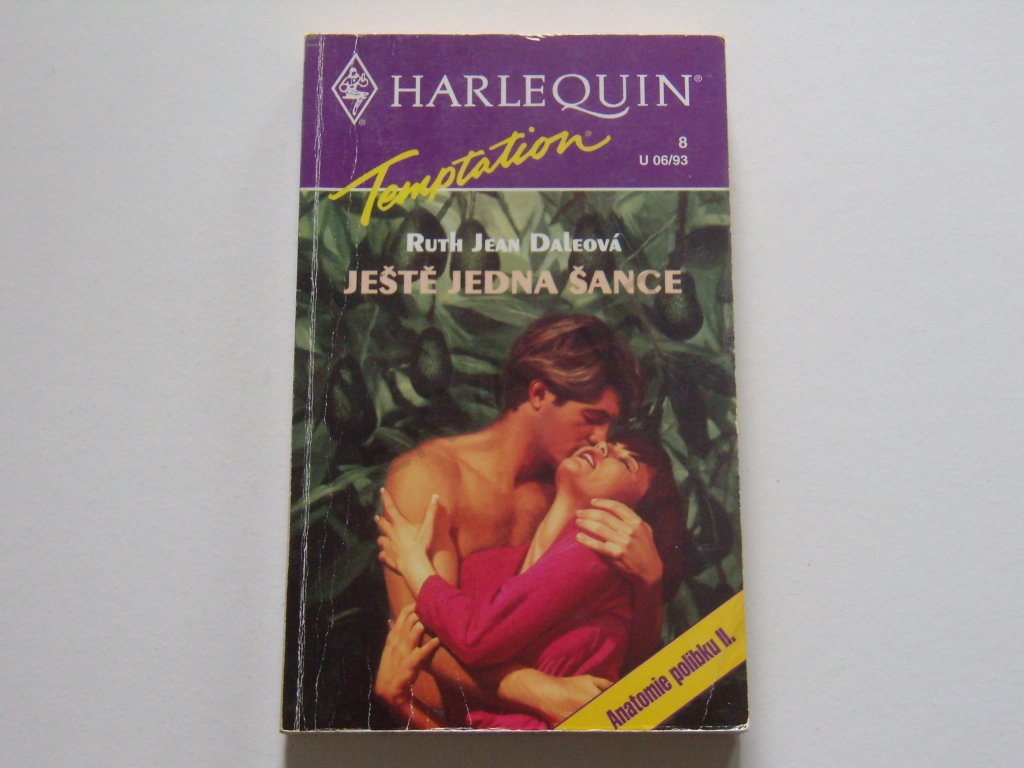 HARLEQUIN®
Temptation®
8
U 06/93
RUTH JEAN DALEOVÁ
JEŠTĚ JEDNA ŠANCE
Anatomie polibku II.